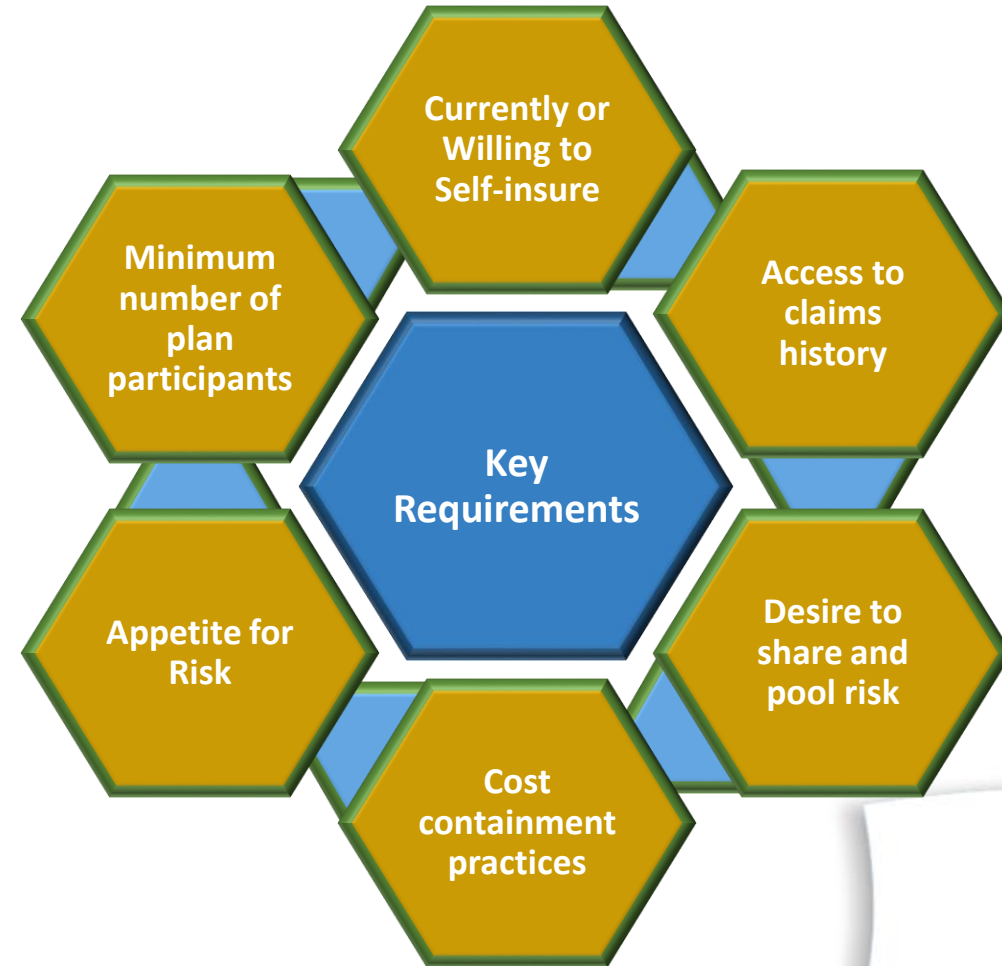 Currently or
Willing to
Self-insure
Access to
claims
history
Desire to
share and
pool risk
Cost
containment
practices
Appetite for
Risk
Minimum
number of
plan
participants
Key
Requirements